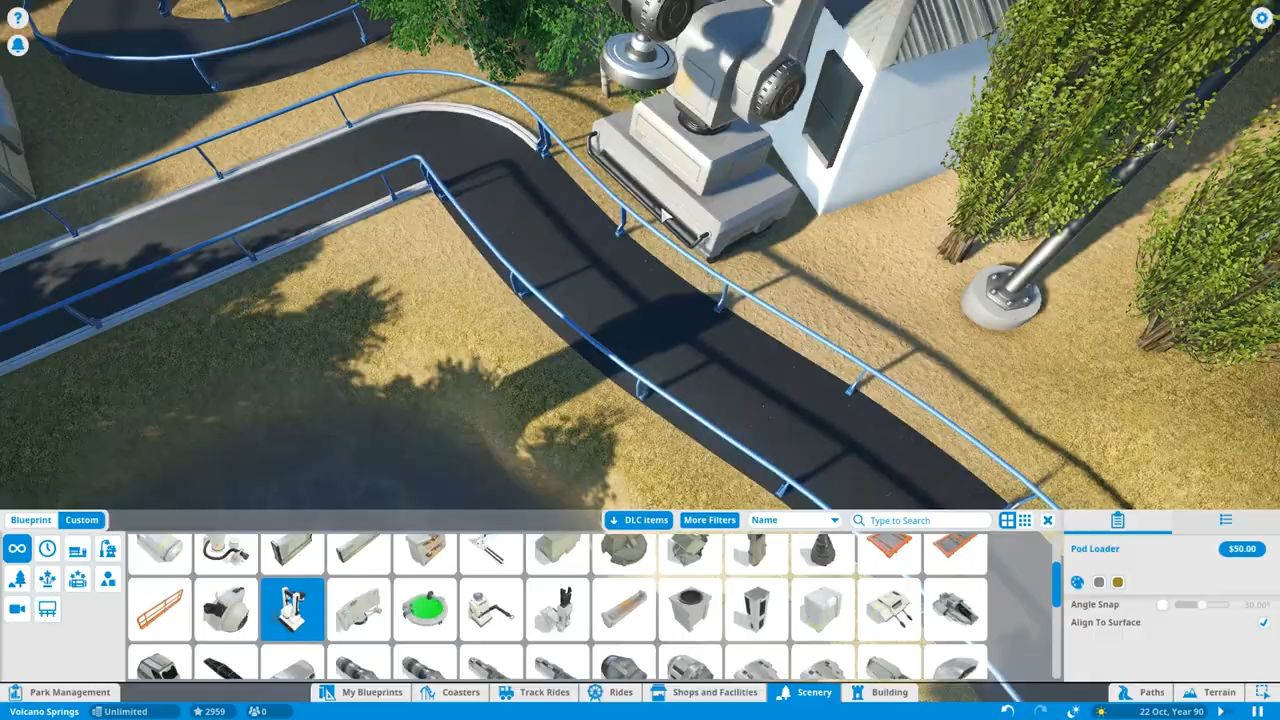 ?
Blueprint Custom DLC items More Filters Name Type to Search
Pod Loader $50.00
Angle Snap 30.00°
Align To Surface
Park Management My Blueprints Coasters Track Rides Rides Shops and Facilities Scenery Building Paths Terrain
Volcano Springs Unlimited 2959 0 22 Oct, Year 90